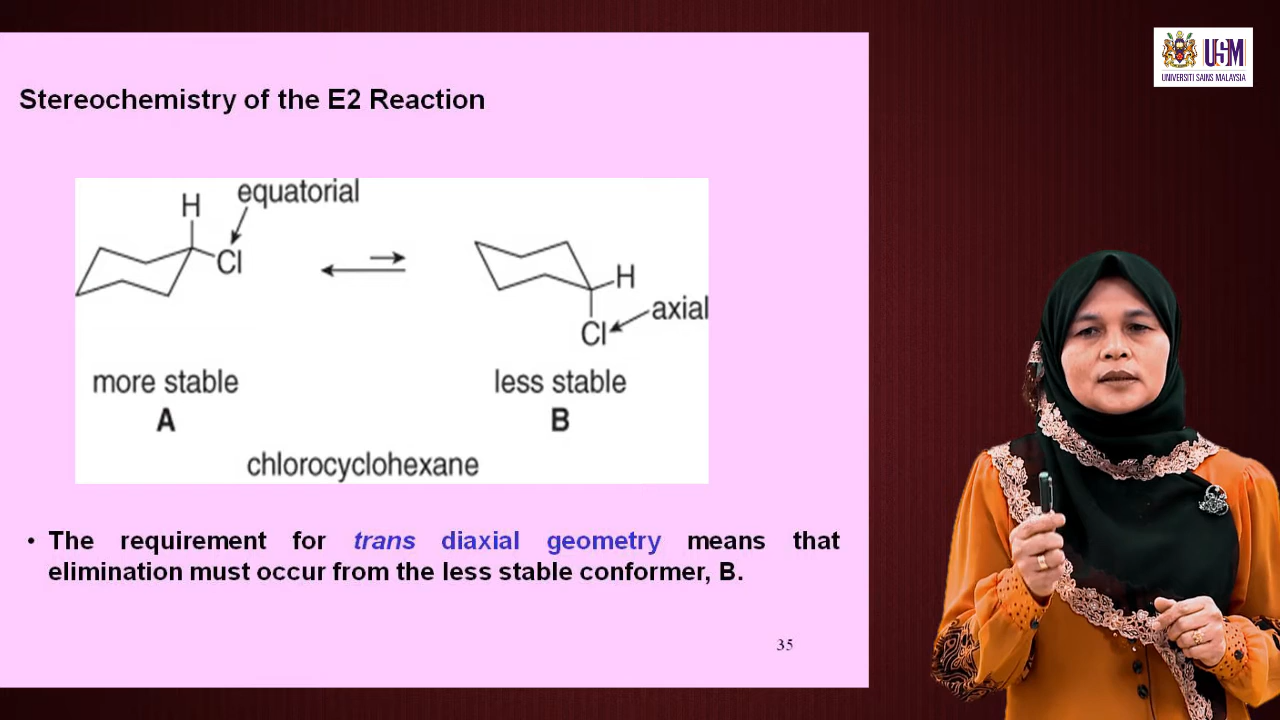 USM
UNIVERSITI SAINS MALAYSIA
Stereochemistry of the E2 Reaction
H equatorial
Cl
H
axial
Cl
more stable
less stable
A
B
chlorocyclohexane
• The requirement for trans diaxial geometry means that
elimination must occur from the less stable conformer, B.
35